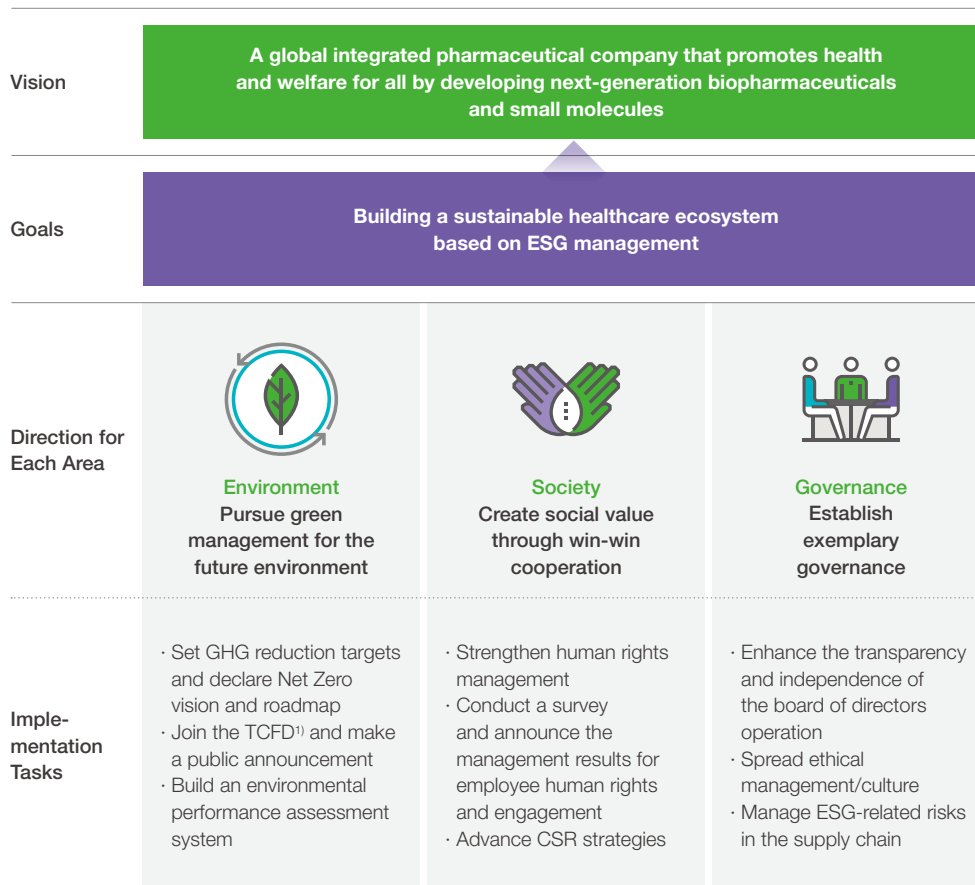 Vision
A global integrated pharmaceutical company that promotes health
and welfare for all by developing next-generation biopharmaceuticals
and small molecules
Goals
Building a sustainable healthcare ecosystem
based on ESG management
Direction for
Each Area
Environment
Pursue green
management for the
future environment
Society
Create social value
through win-win
cooperation
Governance
Establish
exemplary
governance
Imple-
mentation
Tasks
· Set GHG reduction targets
and declare Net Zero
vision and roadmap
· Join the TCFD1) and make
a public announcement
· Build an environmental
performance assessment
system
· Strengthen human rights
management
· Conduct a survey
and announce the
management results for
employee human rights
and engagement
· Advance CSR strategies
· Enhance the transparency
and independence of
the board of directors
operation
· Spread ethical
management/culture
· Manage ESG-related risks
in the supply chain